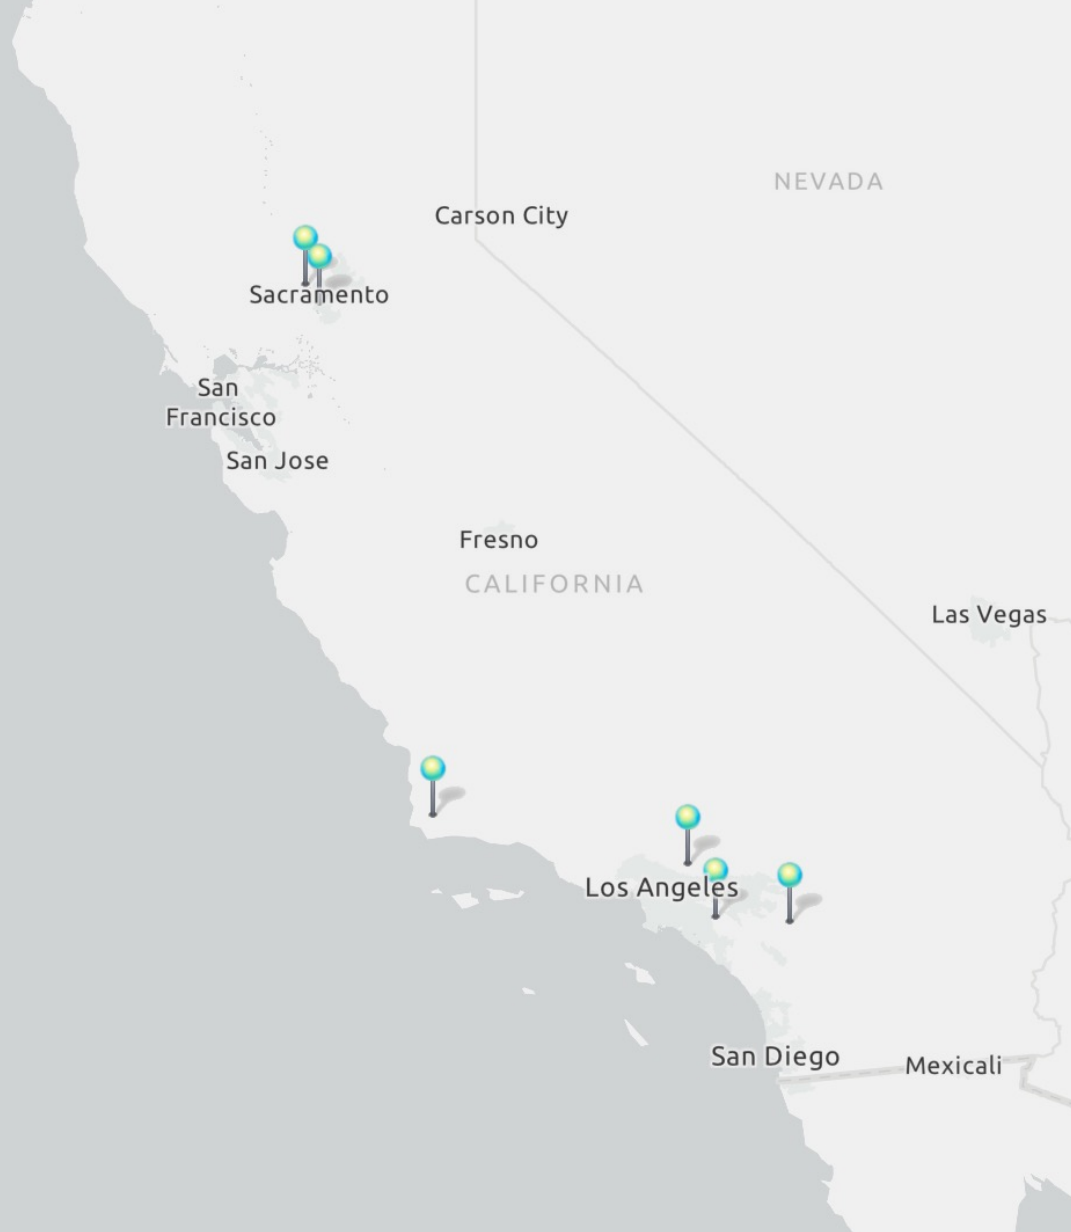 NEVADA
Carson City
Sacramento
San
Francisco
San Jose
Fresno
CALIFORNIA
Las Vegas
Los Angeles
San Diego
Mexicali